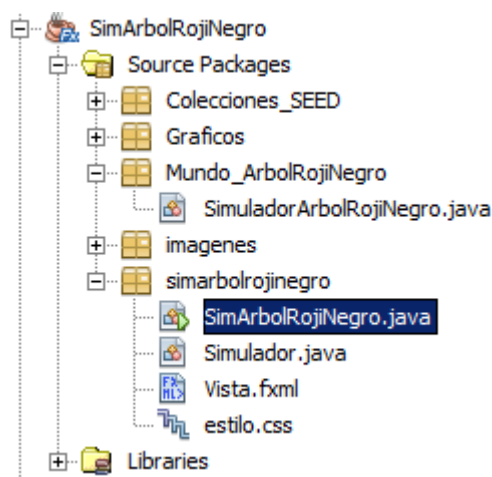 SimArbolRojiNegro
Source Packages
Colecciones_SEED
Graficos
Mundo_ArbolRojiNegro
SimuladorArbolRojiNegro.java
imagenes
simarbolrojinegro
SimArbolRojiNegro.java
Simulador.java
Vista.fxml
estilo.css
Libraries